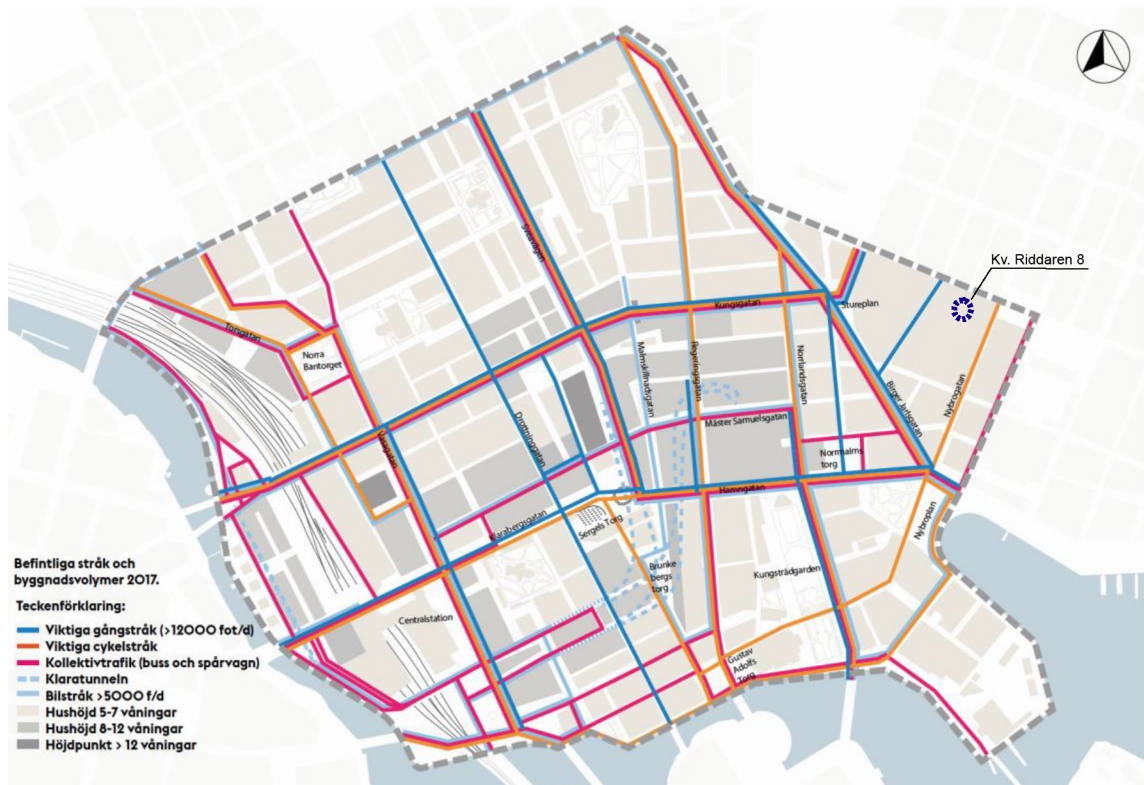 Kv. Riddaren 8
Sveavägen
Kungsgatan
Stureplan
Torsgatan
Norra
Bantorget
Malmskillnadsgatan
Regeringsgatan
Norrlandsgatan
Birger Jarlsgatan
Nybrogatan
Vasagatan
Drottninggatan
Mäster Samuelsgatan
Norrmalms
torg
Hamngatan
Klarabergsgatan
Sergels Torg
Nybroplan
Brunke
bergs
torg
Kungsträdgården
Centralstation
Gustav
Adolfs
Torg
Befintliga stråk och
byggnadsvolymer 2017.
Teckenförklaring:
Viktiga gångstråk (>12000 fot/d)
Viktiga cykelstråk
Kollektivtrafik (buss och spårvagn)
Klaratunneln
Bilstråk >5000 f/d
Hushöjd 5-7 våningar
Hushöjd 8-12 våningar
Höjdpunkt > 12 våningar